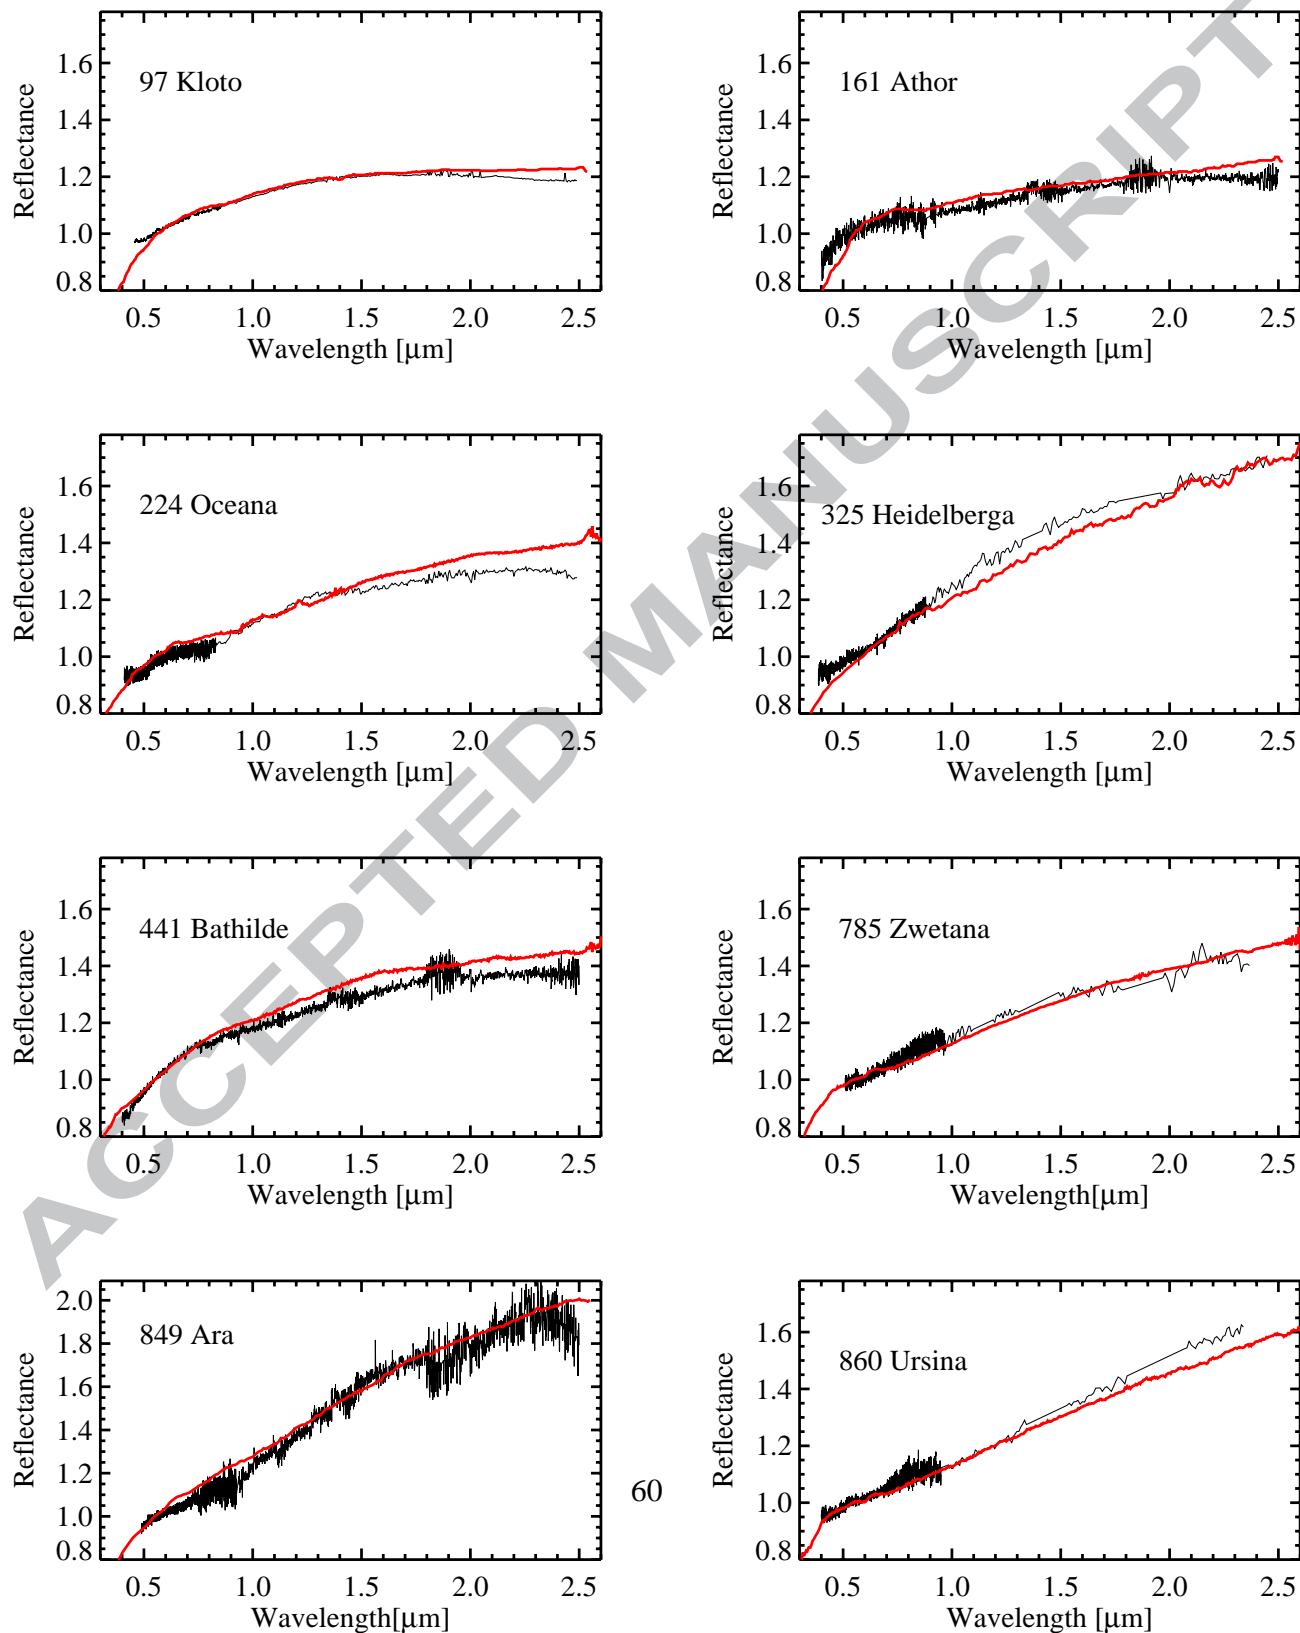 97 Kloto
Reflectance
1.6
1.4
1.2
1.0
0.8
0.5 1.0 1.5 2.0 2.5
Wavelength [μm]
161 Athor
Reflectance
1.6
1.4
1.2
1.0
0.8
0.5 1.0 1.5 2.0 2.5
Wavelength [μm]
224 Oceana
Reflectance
1.6
1.4
1.2
1.0
0.8
0.5 1.0 1.5 2.0 2.5
Wavelength [μm]
325 Heidelberga
Reflectance
1.6
1.4
1.2
1.0
0.8
0.5 1.0 1.5 2.0 2.5
Wavelength [μm]
441 Bathilde
Reflectance
1.6
1.4
1.2
1.0
0.8
0.5 1.0 1.5 2.0 2.5
Wavelength [μm]
785 Zwetana
Reflectance
1.6
1.4
1.2
1.0
0.8
0.5 1.0 1.5 2.0 2.5
Wavelength[μm]
849 Ara
Reflectance
2.0
1.8
1.6
1.4
1.2
1.0
0.8
0.5 1.0 1.5 2.0 2.5
Wavelength[μm]
860 Ursina
Reflectance
1.6
1.4
1.2
1.0
0.8
0.5 1.0 1.5 2.0 2.5
Wavelength [μm]
60
ACCEPTED MANUSCRIPT